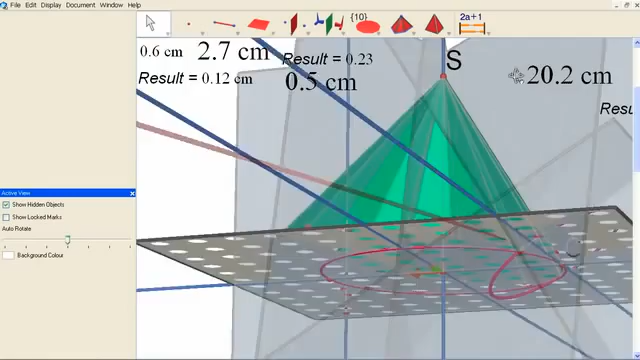 File Edit Display Document Window Help
{10}
2a+1
0.6 cm
2.7 cm
Result = 0.23
S
20.2 cm
Result = 0.12 cm
0.5 cm
Resu
Active View
Show Hidden Objects
Show Locked Marks
Auto Rotate
Background Colour